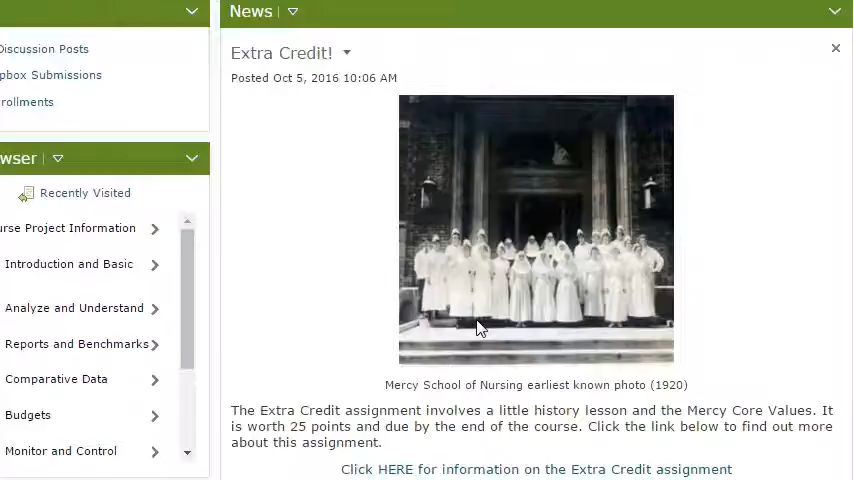 Discussion Posts
pbox Submissions
rollments
wser
Recently Visited
urse Project Information
Introduction and Basic
Analyze and Understand
Reports and Benchmarks
Comparative Data
Budgets
Monitor and Control
News
Extra Credit!
Posted Oct 5, 2016 10:06 AM
Mercy School of Nursing earliest known photo (1920)
The Extra Credit assignment involves a little history lesson and the Mercy Core Values. It
is worth 25 points and due by the end of the course. Click the link below to find out more
about this assignment.
Click HERE for information on the Extra Credit assignment